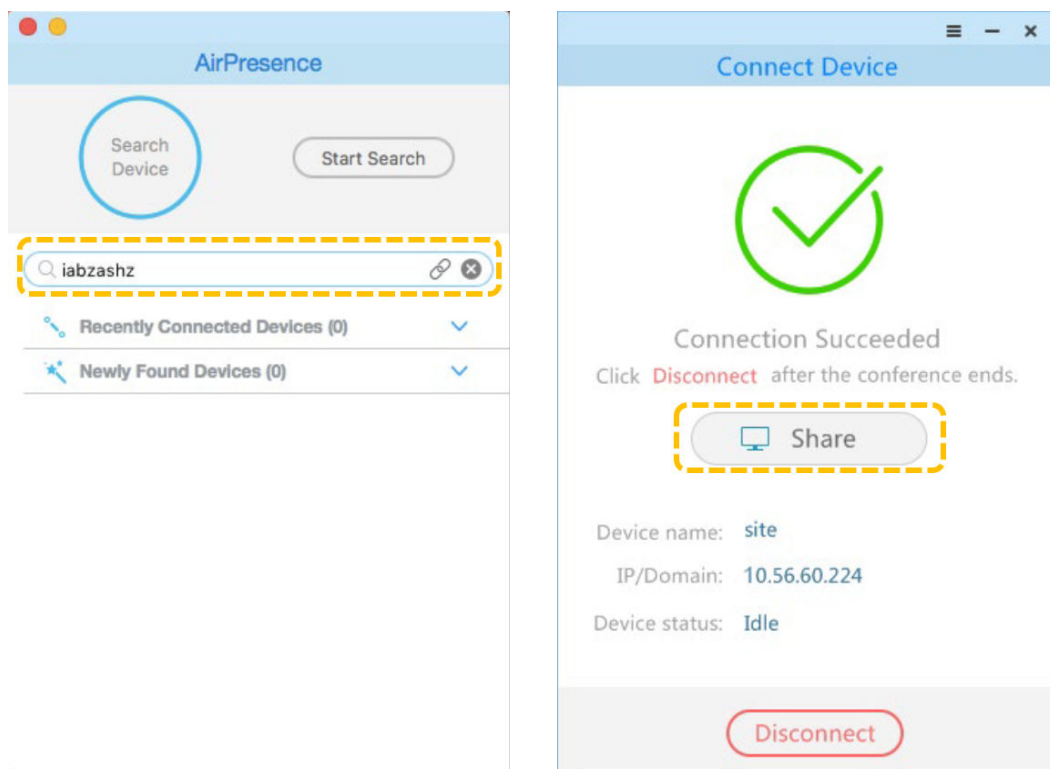 AirPresence
Search
Device
Start Search
iabzashz
Recently Connected Devices (0)
Newly Found Devices (0)
Connect Device
Connection Succeeded
Click Disconnect after the conference ends.
Share
Device name: site
IP/Domain: 10.56.60.224
Device status: Idle
Disconnect